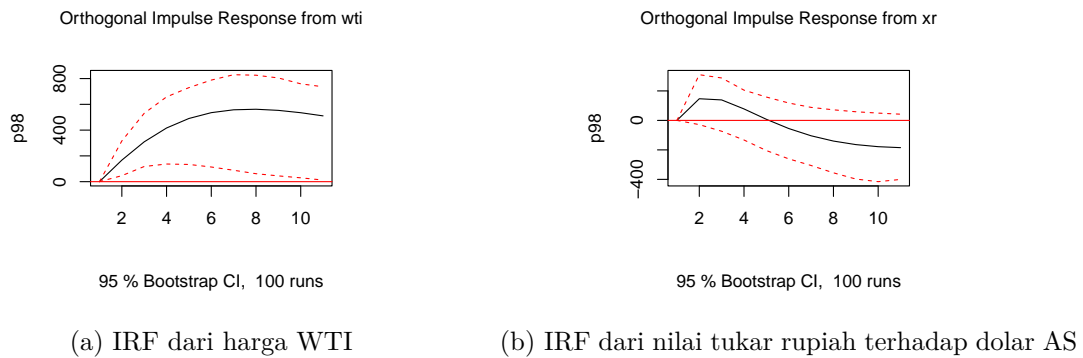 Orthogonal Impulse Response from wti
p98
0 400 800
2 4 6 8 10
95 % Bootstrap CI, 100 runs
(a) IRF dari harga WTI
Orthogonal Impulse Response from xr
p98
−400 0
2 4 6 8 10
95 % Bootstrap CI, 100 runs
(b) IRF dari nilai tukar rupiah terhadap dolar AS